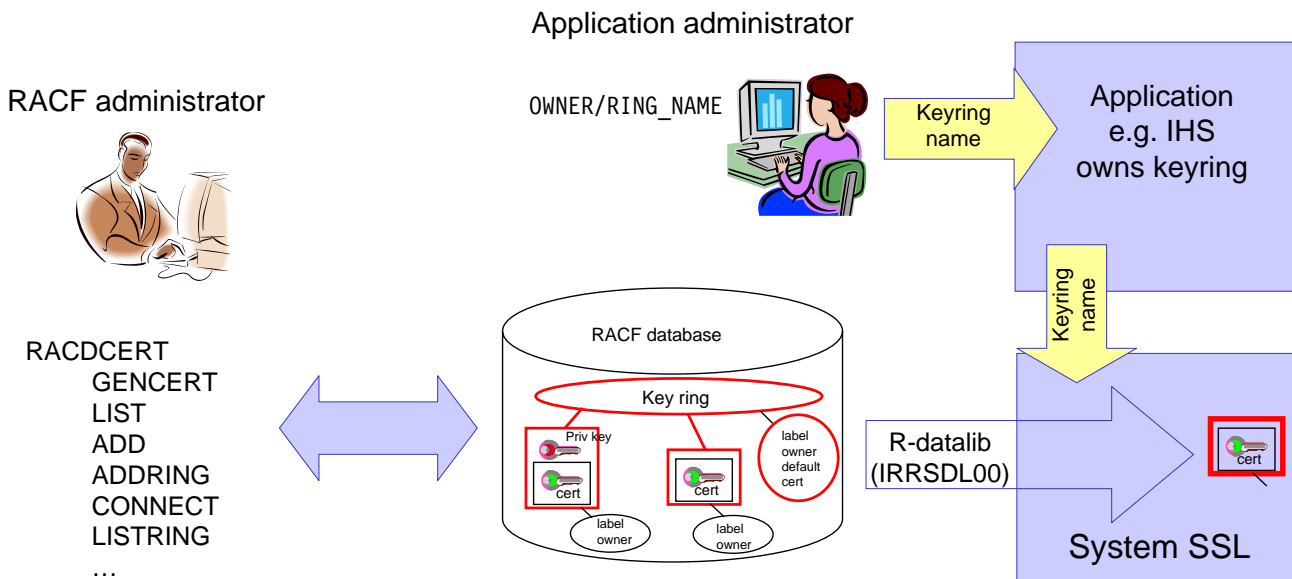 Application administrator
RACF administrator
OWNER/RING_NAME
Keyring
name
Application
e.g. IHS
owns keyring
Keyring
name
RACDCERT
GENCERT
LIST
ADD
ADDRING
CONNECT
LISTRING
...
RACF database
Key ring
Priv key
cert
label
owner
cert
label
owner
label
owner
default
cert
R-datalib
(IRRSDL00)
cert
System SSL